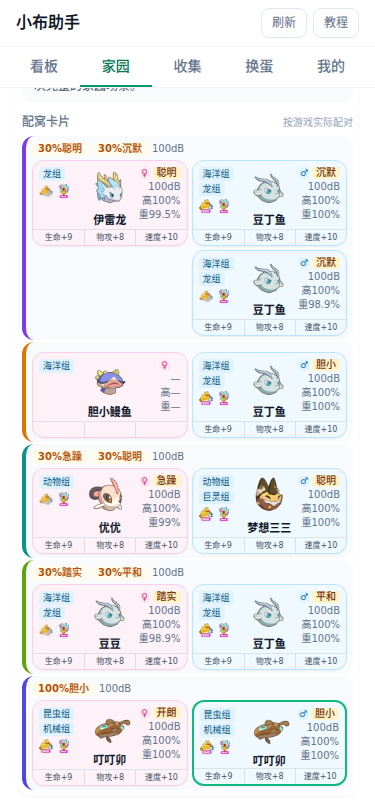 小布助手
刷新
教程
看板
家园
收集
换蛋
我的
配窝卡片
按游戏实际配对
30%聪明 30%沉默 100dB
龙组
♀ 聪明
100dB
高100%
重99.5%
伊雷龙
生命+9 物攻+8 速度+10
海洋组
龙组
♂ 沉默
100dB
高100%
重100%
豆丁鱼
生命+9 物攻+8 速度+10
海洋组
龙组
♂ 沉默
100dB
高100%
重98.9%
豆丁鱼
生命+9 物攻+8 速度+10
海洋组
♀
—
高—
重—
胆小鳗鱼
海洋组
龙组
♂ 胆小
100dB
高100%
重100%
豆丁鱼
生命+9 物攻+8 速度+10
30%急躁 30%聪明 100dB
动物组
♀ 急躁
100dB
高100%
重99%
优优
生命+9 物攻+8 速度+10
动物组
巨灵组
♂ 聪明
100dB
高100%
重100%
梦想三三
生命+9 物攻+8 速度+10
30%踏实 30%平和 100dB
海洋组
龙组
♀ 踏实
100dB
高100%
重98.9%
豆豆
生命+9 物攻+8 速度+10
海洋组
龙组
♂ 平和
100dB
高100%
重100%
豆丁鱼
生命+9 物攻+8 速度+10
100%胆小 100dB
昆虫组
机械组
♀ 开朗
100dB
高100%
重100%
叮叮卯
生命+9 物攻+8 速度+10
昆虫组
机械组
♂ 胆小
100dB
高100%
重100%
叮叮卯
生命+9 物攻+8 速度+10